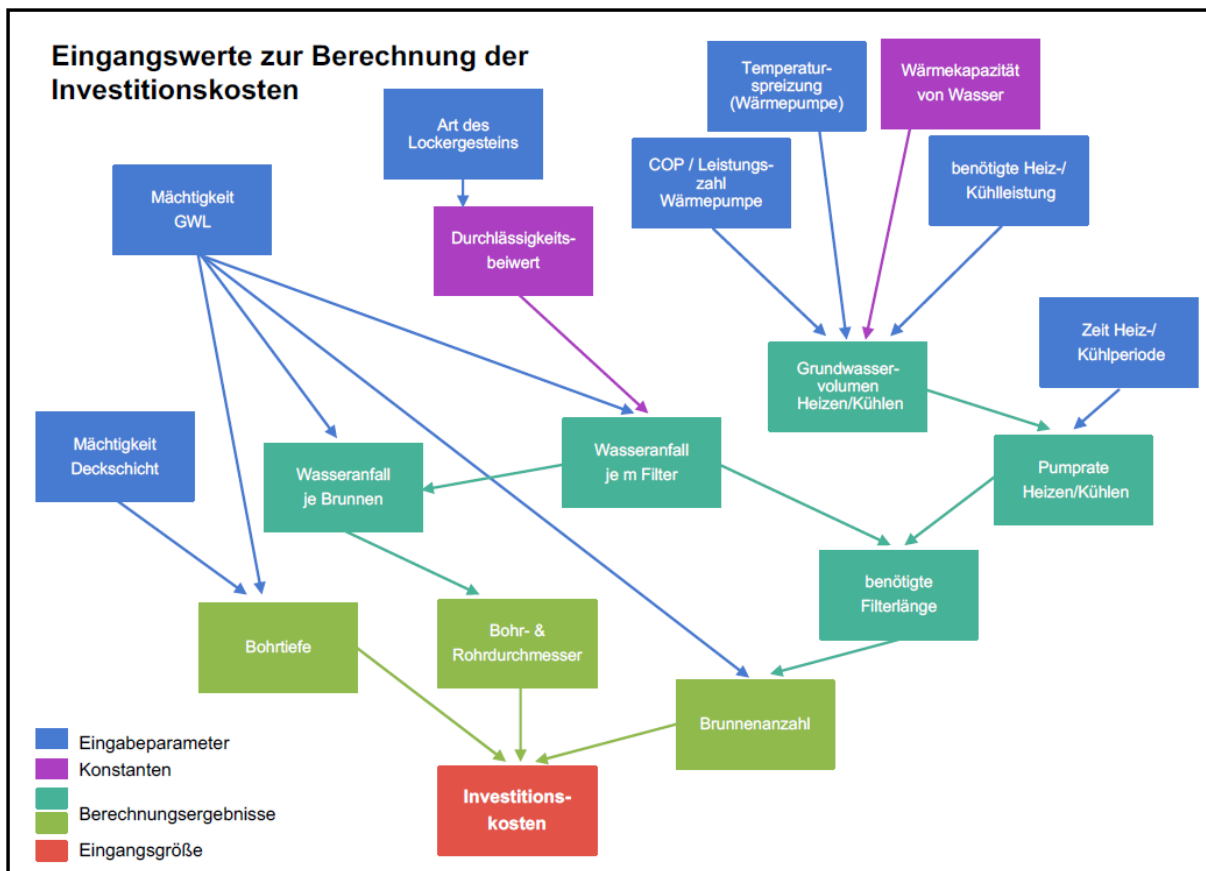 Eingangswerte zur Berechnung der
Investitionskosten
Temperatur-
spreizung
(Wärmepumpe)
Wärmekapazität
von Wasser
Art des
Lockergesteins
COP / Leistungs-
zahl
Wärmepumpe
benötigte Heiz-/
Kühlleistung
Mächtigkeit
GWL
Durchlässigkeits-
beiwert
Zeit Heiz-/
Kühlperiode
Grundwasser-
volumen
Heizen/Kühlen
Mächtigkeit
Deckschicht
Wasseranfall
je Brunnen
Wasseranfall
je m Filter
Pumprate
Heizen/Kühlen
benötigte
Filterlänge
Bohrtiefe
Bohr- &
Rohrdurchmesser
Brunnenanzahl
Investitions-
kosten
Eingabeparameter
Konstanten
Berechnungsergebnisse
Eingangsgröße